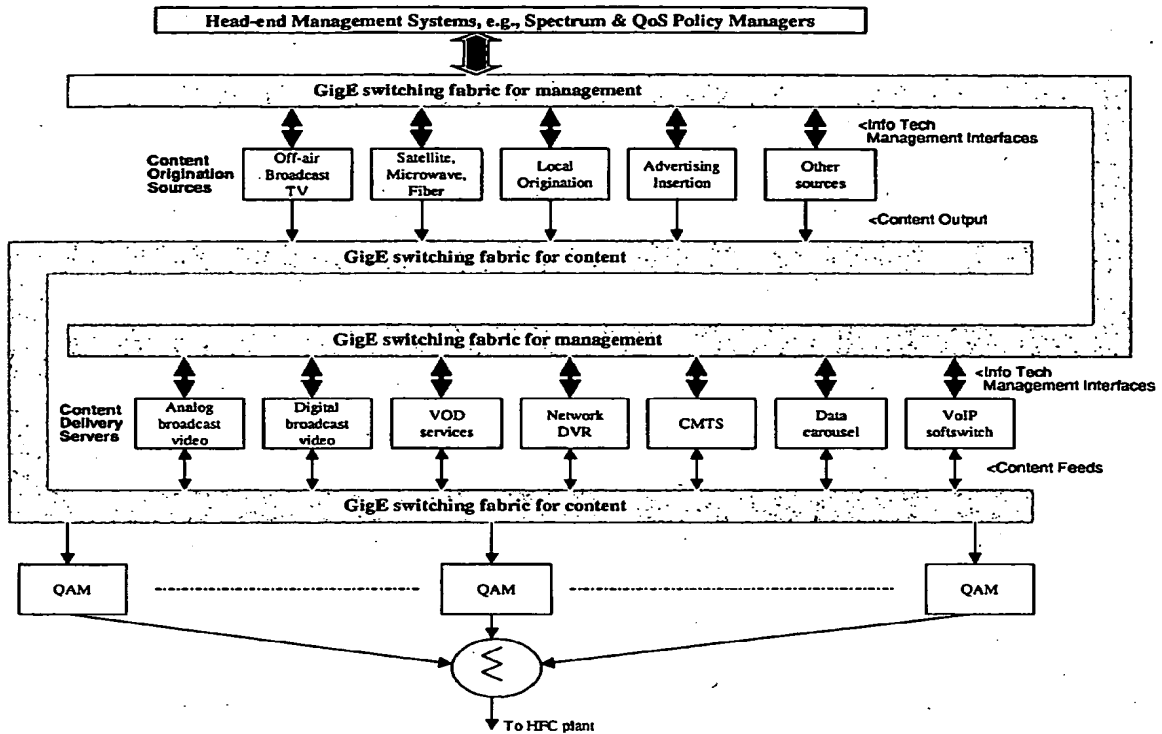 Head-end Management Systems, e.g., Spectrum & QoS Policy Managers
GigE switching fabric for management
<Info Tech
Management Interfaces
Content
Origination
Sources
Off-air
Broadcast
TV
Satellite,
Microwave,
Fiber
Local
Origination
Advertising
Insertion
Other
sources
<Content Output
GigE switching fabric for content
GigE switching fabric for management
<Info Tech
Management Interfaces
Content
Delivery
Servers
Analog
broadcast
video
Digital
broadcast
video
VOD
services
Network
DVR
CMTS
Data
carousel
VoIP
softswitch
<Content Feeds
GigE switching fabric for content
QAM
QAM
QAM
To HFC plant